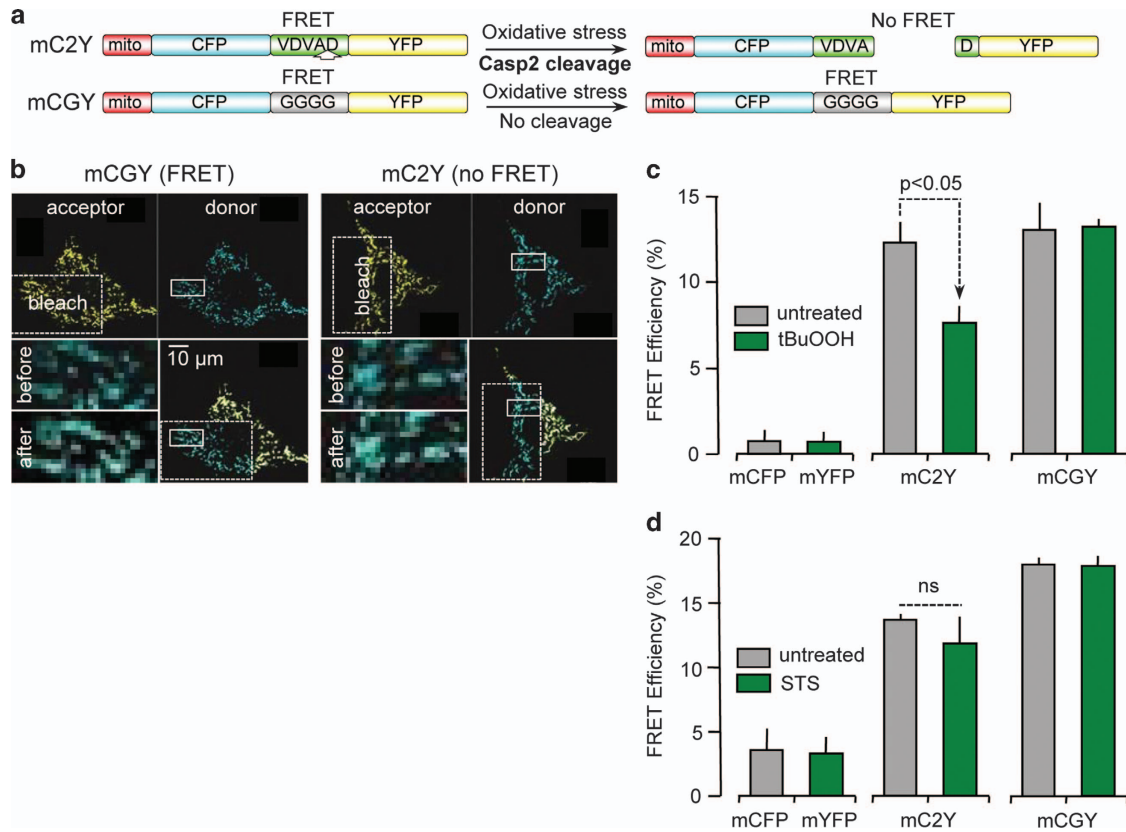 a
FRET
No FRET
mC2Y
mito
CFP
VDVAD
YFP
Oxidative stress
Casp2 cleavage
mito
CFP
VDVA
D
YFP
FRET
FRET
mCGY
mito
CFP
GGGG
YFP
Oxidative stress
No cleavage
mito
CFP
GGGG
YFP
b
mCGY (FRET)
mC2Y (no FRET)
acceptor
donor
acceptor
donor
bleach
bleach
before
10 µm
before
after
after
c
FRET Efficiency (%)
15
10
5
0
p<0.05
untreated
tBuOOH
mCFP
mYFP
mC2Y
mCGY
d
FRET Efficiency (%)
20
15
10
5
0
ns
untreated
STS
mCFP
mYFP
mC2Y
mCGY